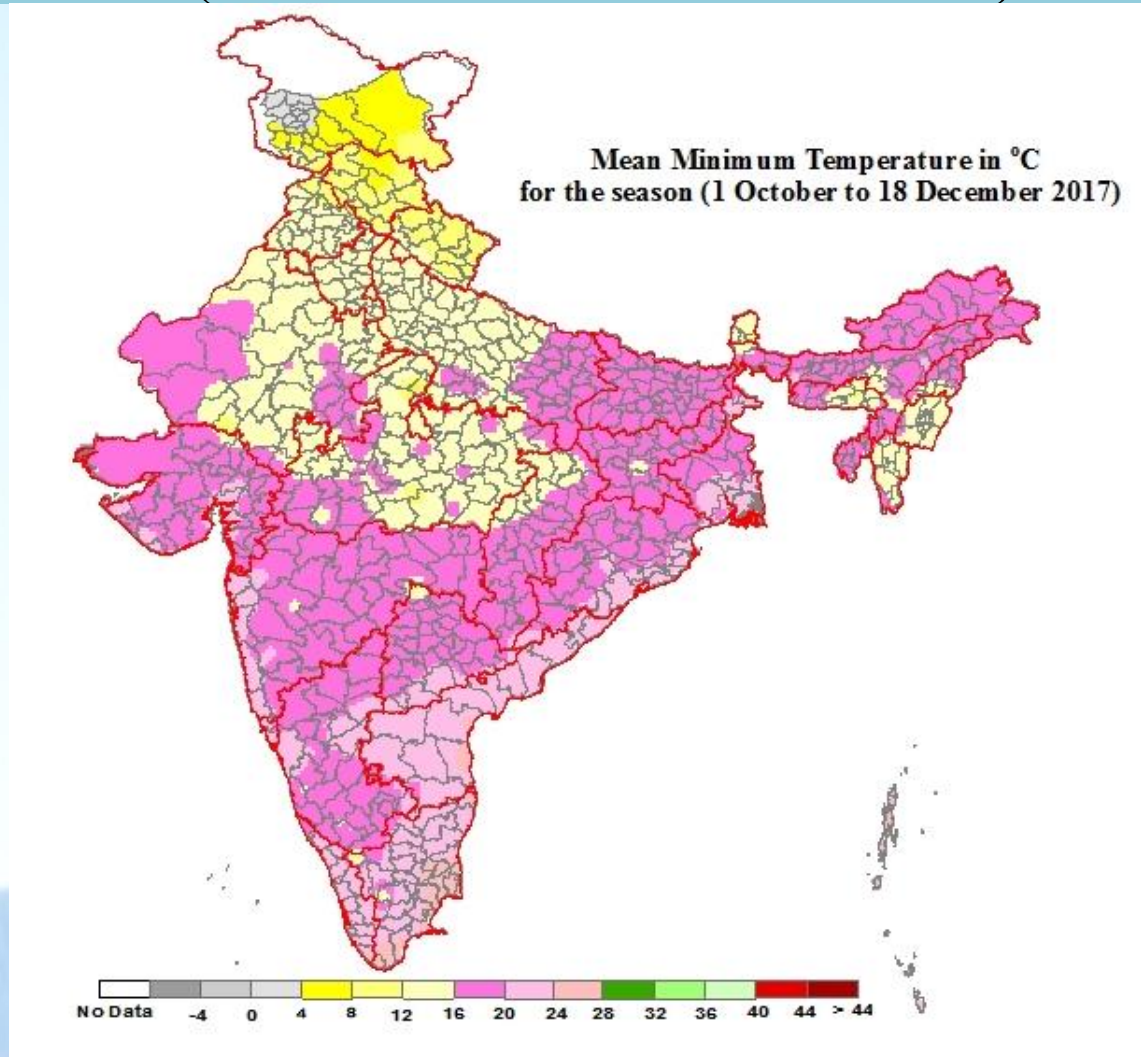 Mean Minimum Temperature in °C
for the season (1 October to 18 December 2017)
No Data -4 0 4 8 12 16 20 24 28 32 36 40 44 > 44